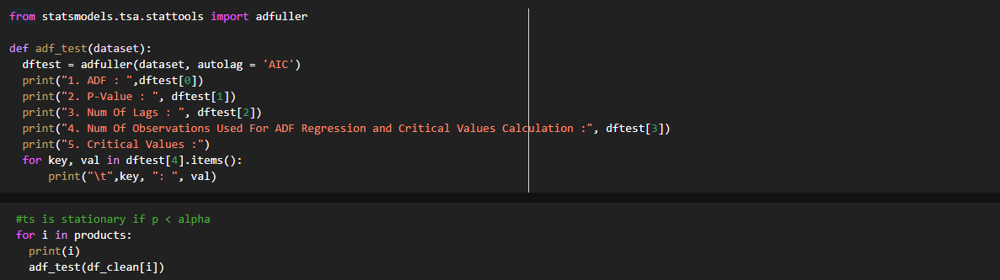 from statsmodels.tsa.stattools import adfuller
def adf_test(dataset):
dftest = adfuller(dataset, autolag = 'AIC')
print("1. ADF : ",dftest[0])
print("2. P-Value : ", dftest[1])
print("3. Num Of Lags : ", dftest[2])
print("4. Num Of Observations Used For ADF Regression and Critical Values Calculation :", dftest[3])
print("5. Critical Values :")
for key, val in dftest[4].items():
print("\t",key, ": ", val)
#ts is stationary if p < alpha
for i in products:
print(i)
adf_test(df_clean[i])